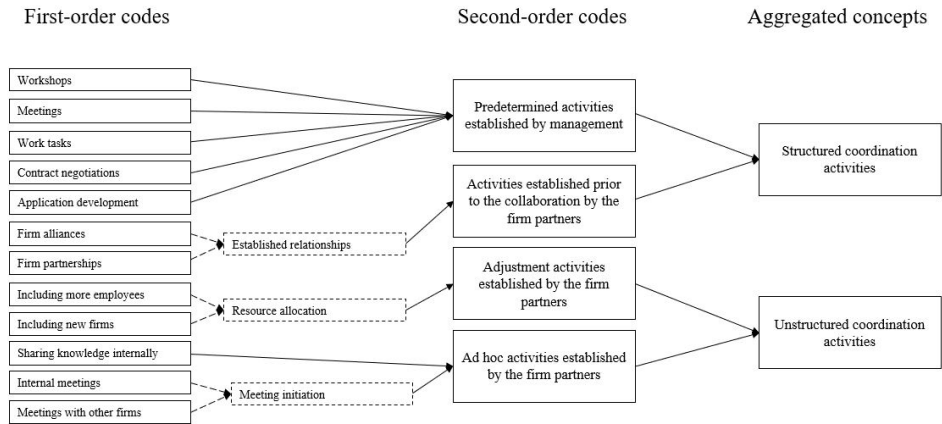 First-order codes
Second-order codes
Aggregated concepts
Workshops
Meetings
Work tasks
Contract negotiations
Application development
Firm alliances
Firm partnerships
Including more employees
Including new firms
Sharing knowledge internally
Internal meetings
Meetings with other firms
Established relationships
Resource allocation
Meeting initiation
Predetermined activities
established by management
Activities established prior
to the collaboration by the
firm partners
Adjustment activities
established by the firm
partners
Ad hoc activities established
by the firm partners
Structured coordination
activities
Unstructured coordination
activities